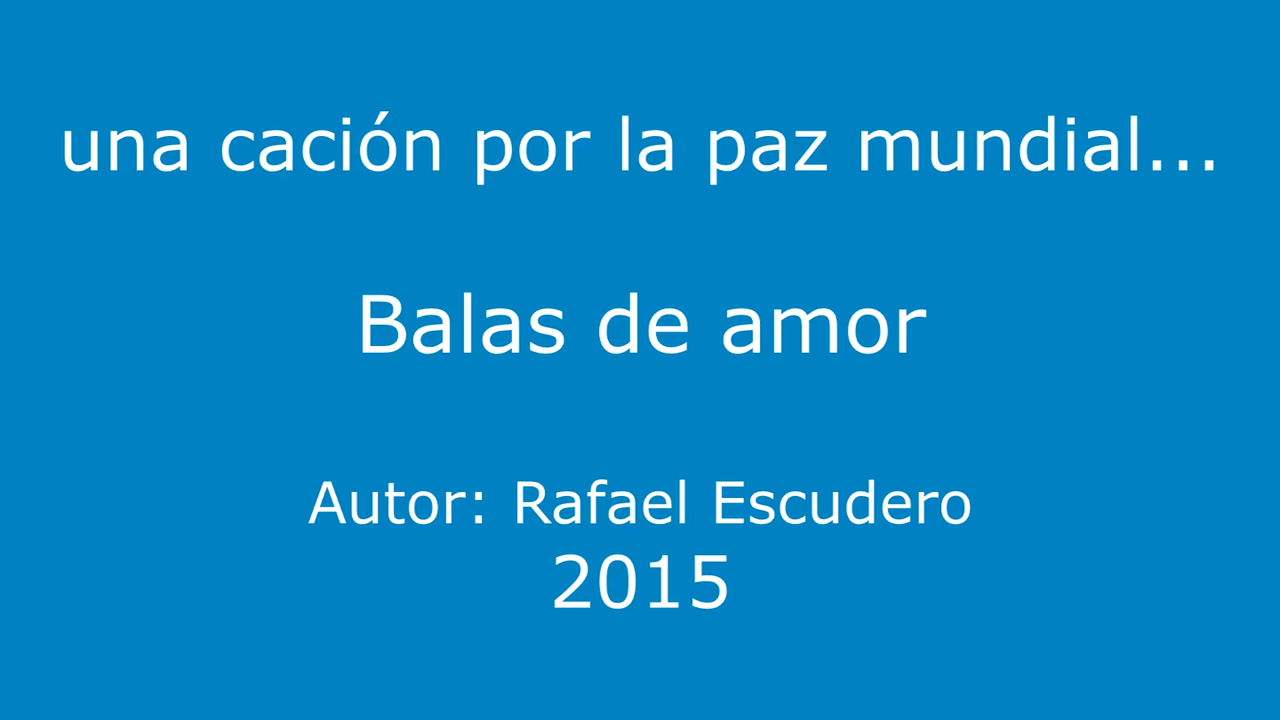 una cación por la paz mundial...
Balas de amor
Autor: Rafael Escudero
2015